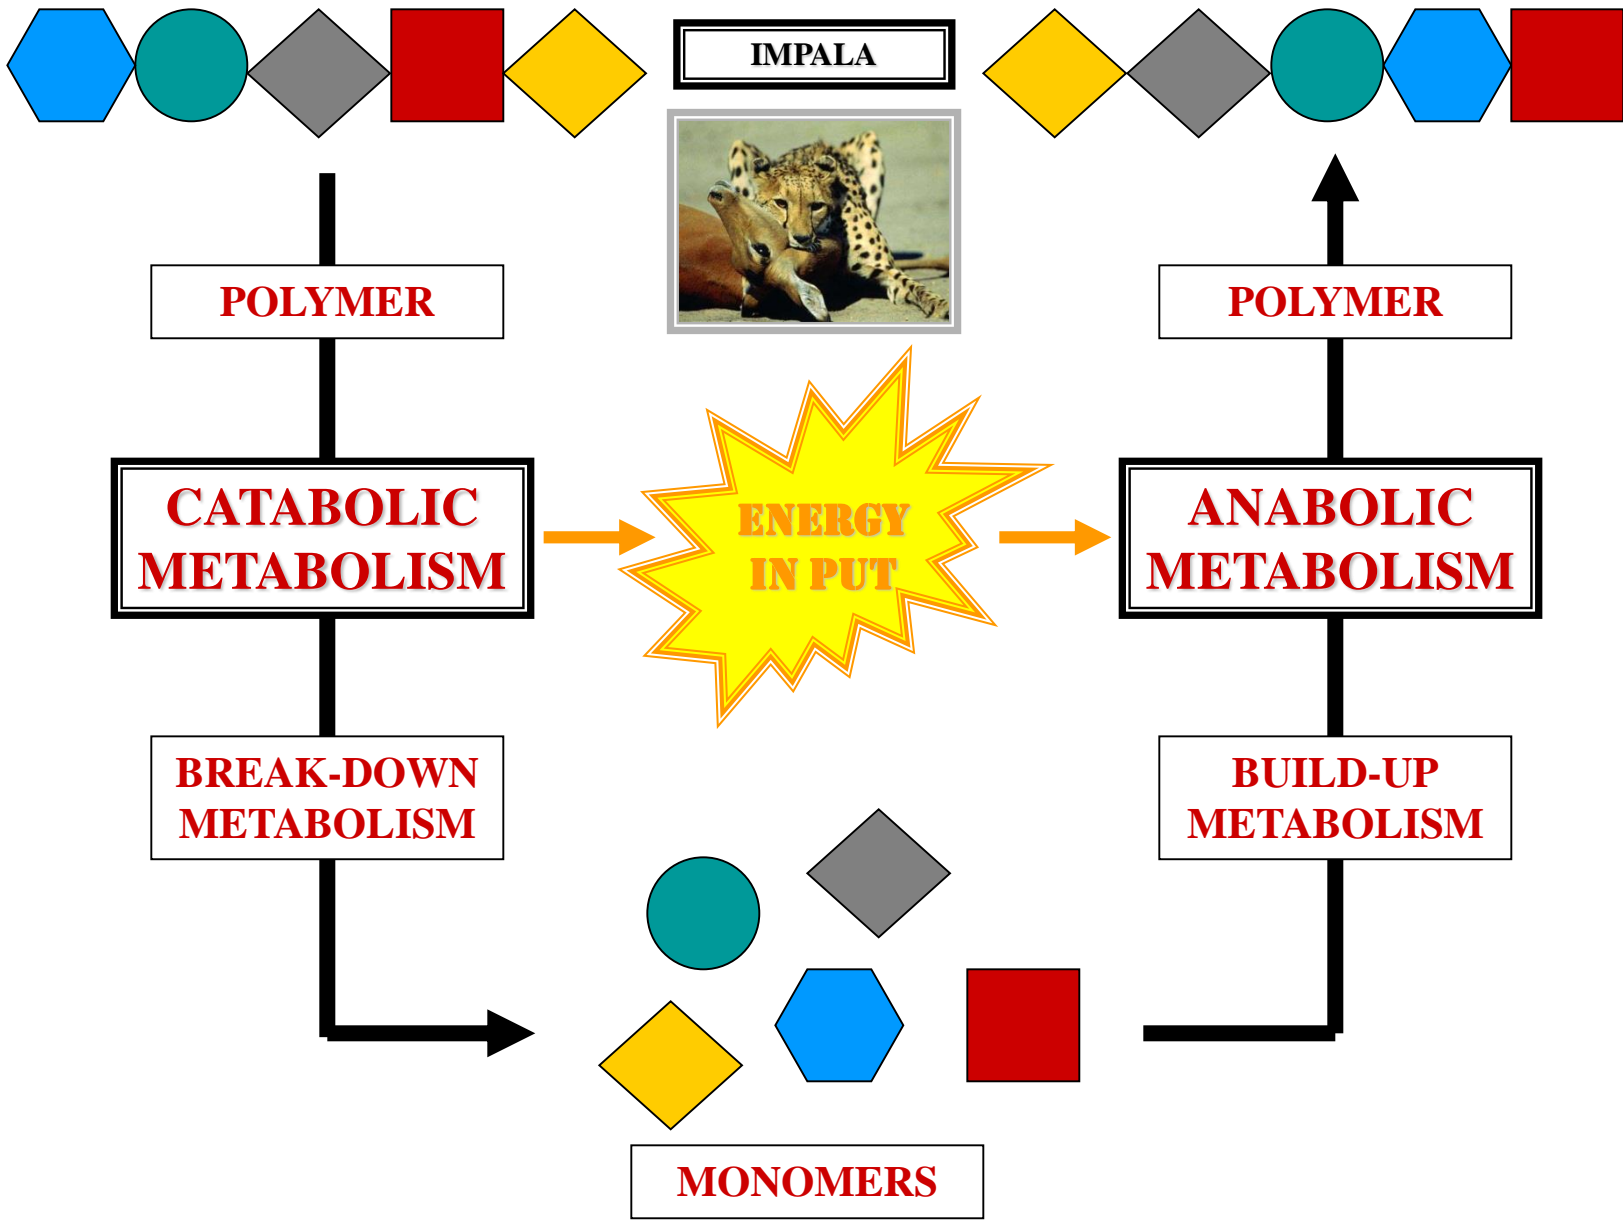 IMPALA
POLYMER
POLYMER
CATABOLIC
METABOLISM
ENERGY
IN PUT
ANABOLIC
METABOLISM
BREAK-DOWN
METABOLISM
BUILD-UP
METABOLISM
MONOMERS